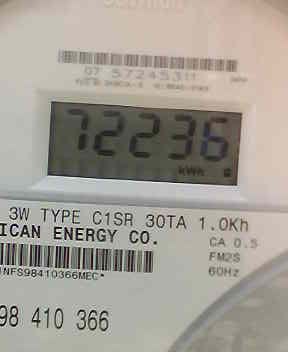 07 57245311
72236
kWh
3W TYPE C1SR 30TA 1.0Kh
ICAN ENERGY CO.
CA 0.5
FM2S
60Hz
INFS98410366MEC*
98 410 366